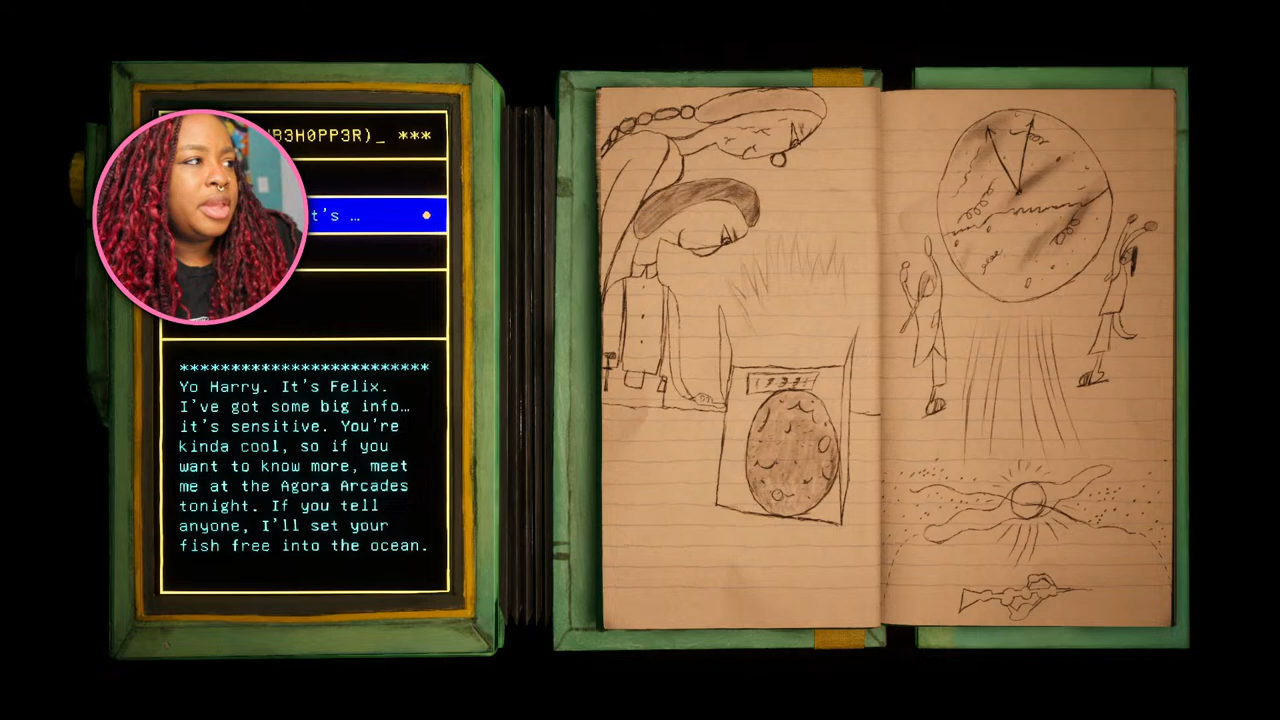 B3H0PP3R)_ ***
t's …
*************************
Yo Harry. It's Felix.
I've got some big info…
it's sensitive. You're
kinda cool, so if you
want to know more, meet
me at the Agora Arcades
tonight. If you tell
anyone, I'll set your
fish free into the ocean.